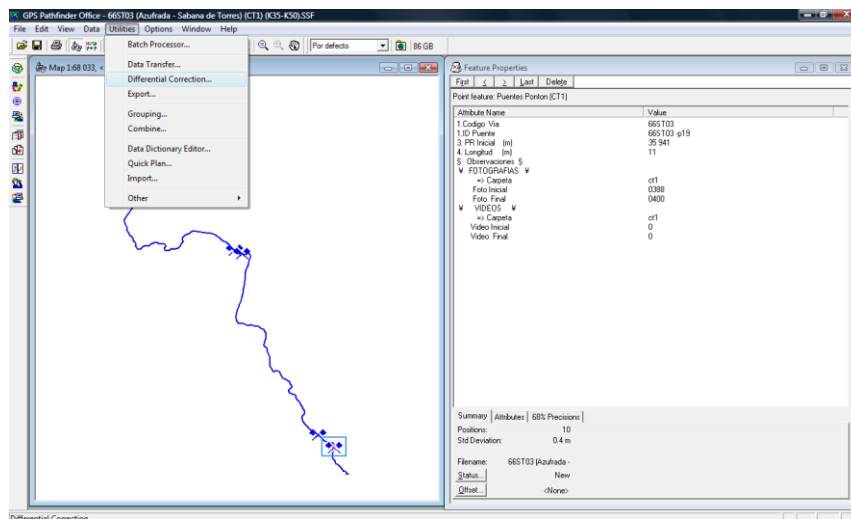 GPS Pathfinder Office - 66ST03 (Azufrada - Sabana de Torres) (CT1) (K35-K50).SSF
File Edit View Data Utilities Options Window Help
Por defecto 86 GB
Batch Processor...
Data Transfer...
Differential Correction...
Export...
Grouping...
Combine...
Data Dictionary Editor...
Quick Plan...
Import...
Other
Map 1:68 033, <
Feature Properties
First < > Last Delete
Point feature: Puentes Ponton (CT1)
Attribute Name Value
1.Codigo Via 66ST03
1.ID Puente 66ST03 -p19
3. PR Inicial (m) 35 941
4. Longitud (m) 11
§ Observaciones §
¥ FOTOGRAFIAS ¥
=> Carpeta ct1
Foto Inicial 0388
Foto Final 0400
¥ VIDEOS ¥
=> Carpeta ct1
Video Inicial 0
Video Final 0
Summary Attributes 68% Precisions
Positions: 10
Std Deviation: 0.4 m
Filename: 66ST03 (Azufrada -
Status... New
Offset... <None>
Differential Correction